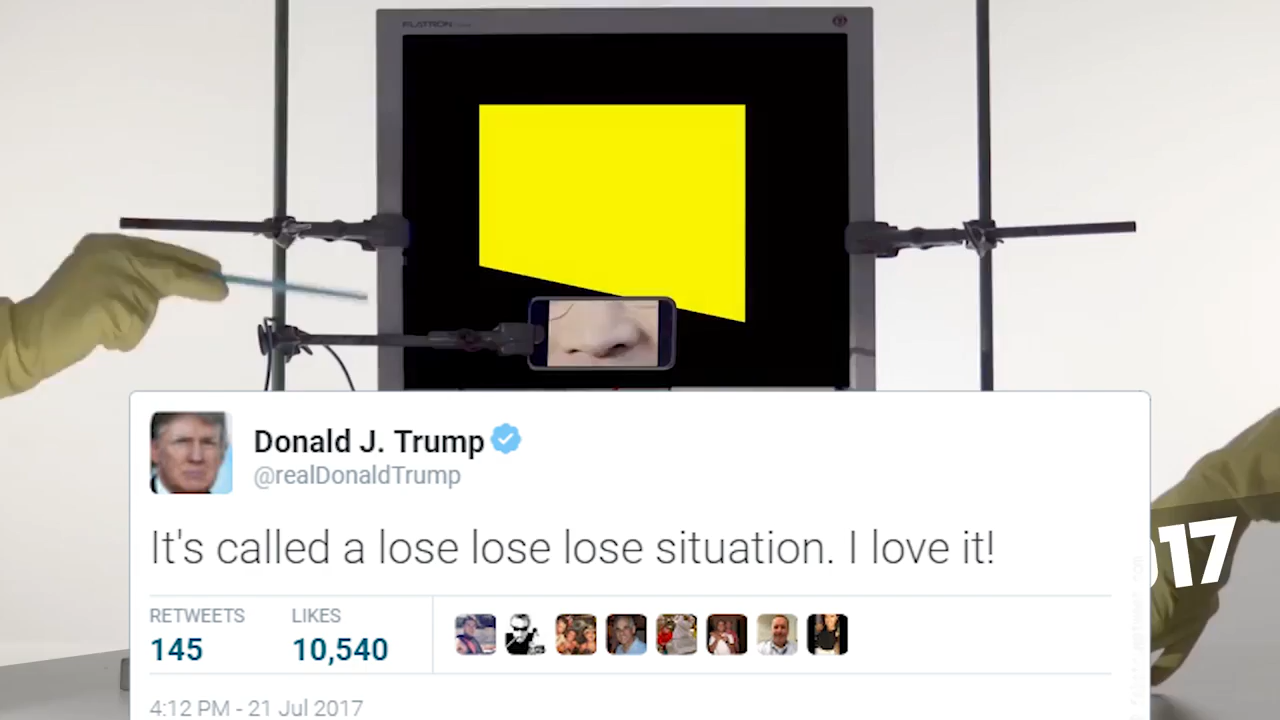 FLATRON
Donald J. Trump
@realDonaldTrump
It's called a lose lose lose situation. I love it!
RETWEETS LIKES
145 10,540
17
4:12 PM - 21 Jul 2017